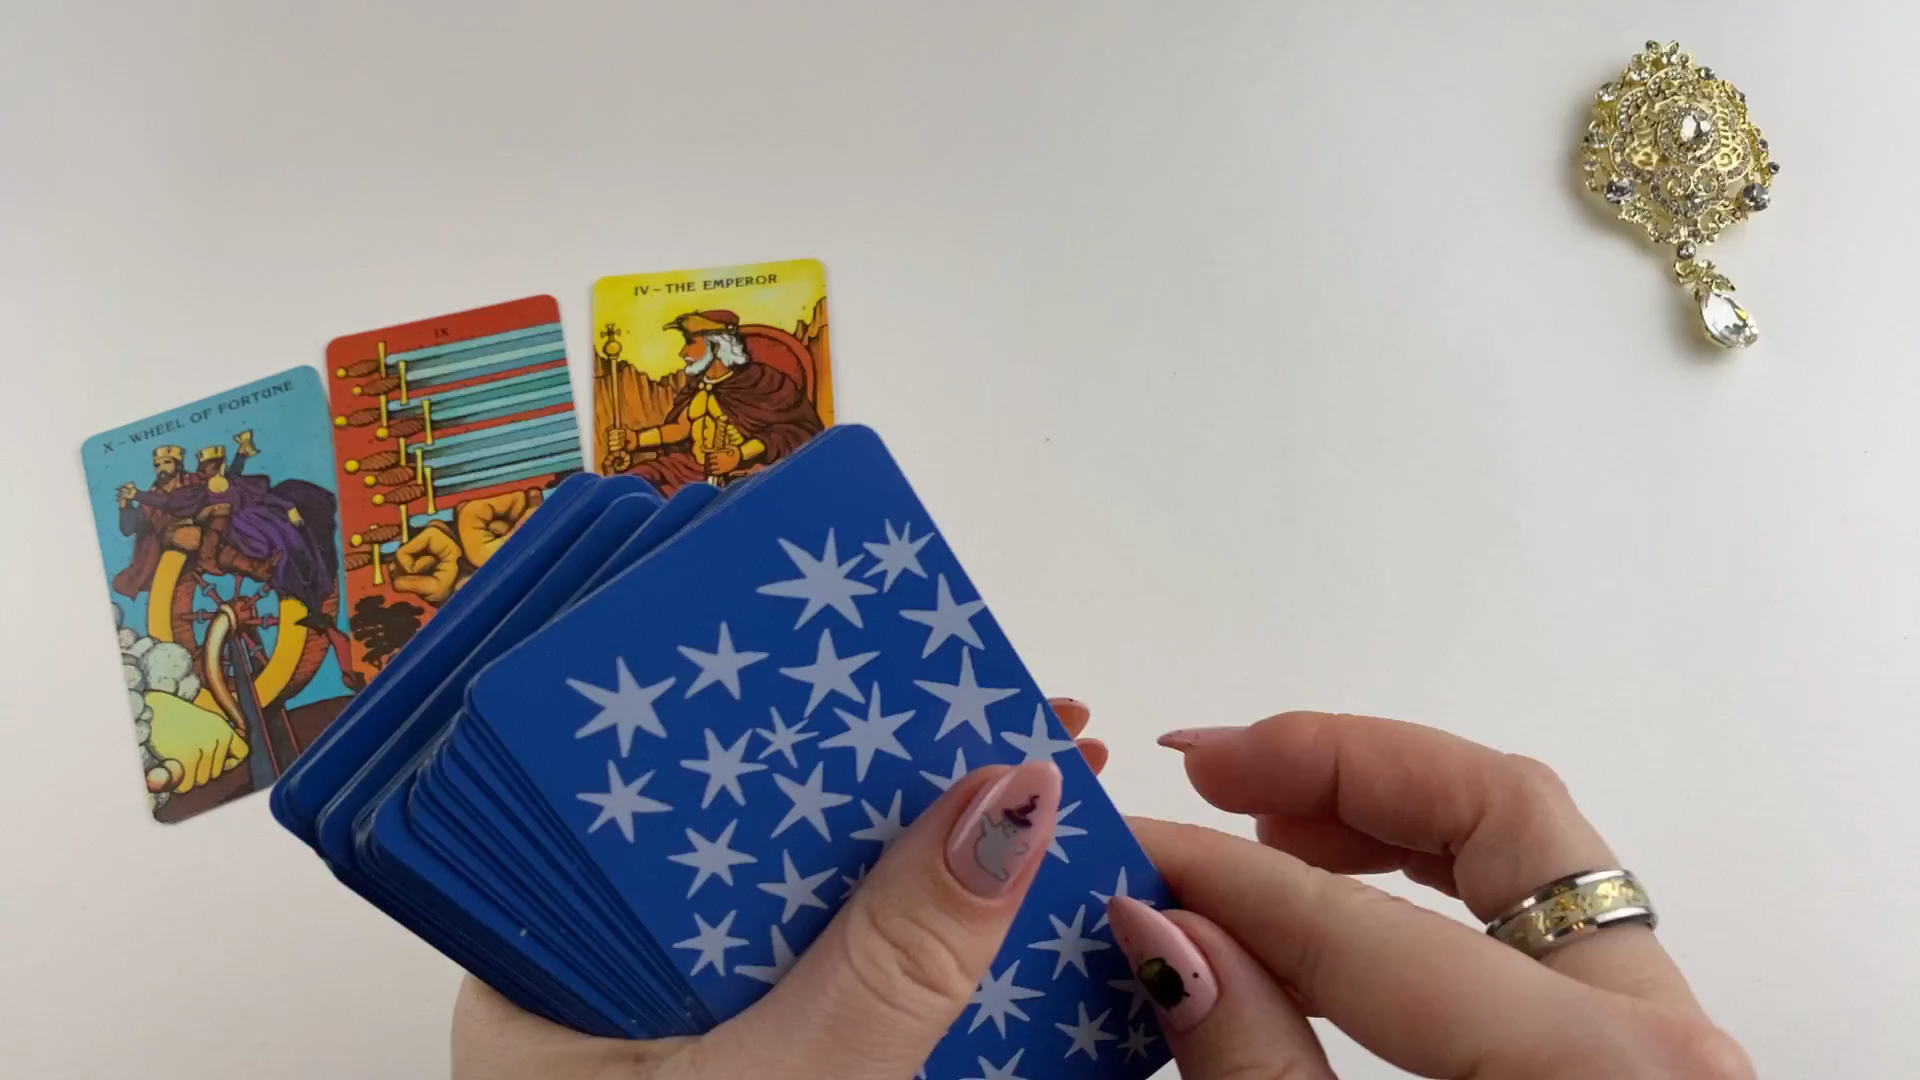 X - WHEEL OF FORTUNE
IX
IV - THE EMPEROR